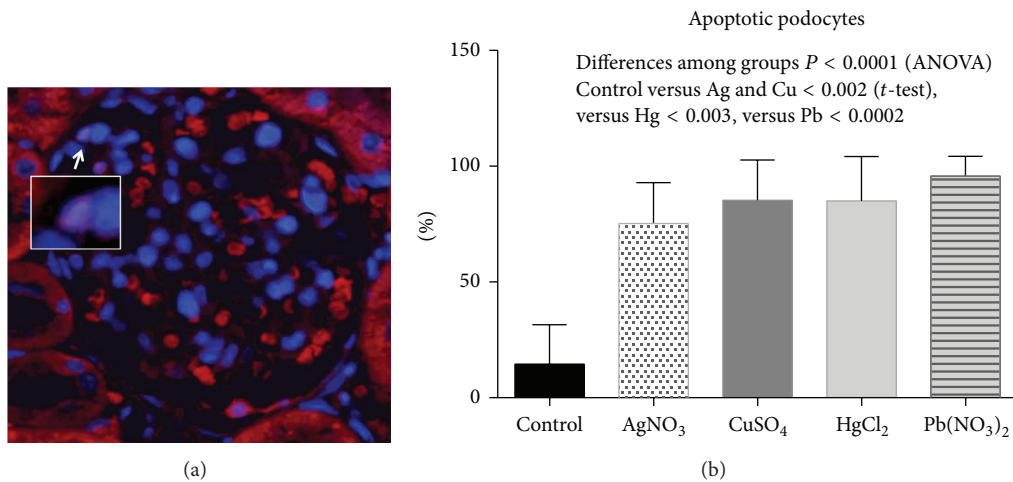 Apoptotic podocytes
150
Differences among groups P < 0.0001 (ANOVA)
Control versus Ag and Cu < 0.002 (t-test),
versus Hg < 0.003, versus Pb < 0.0002
100
(%)
50
0
Control AgNO₃ CuSO₄ HgCl₂ Pb(NO₃)₂
(a) (b)